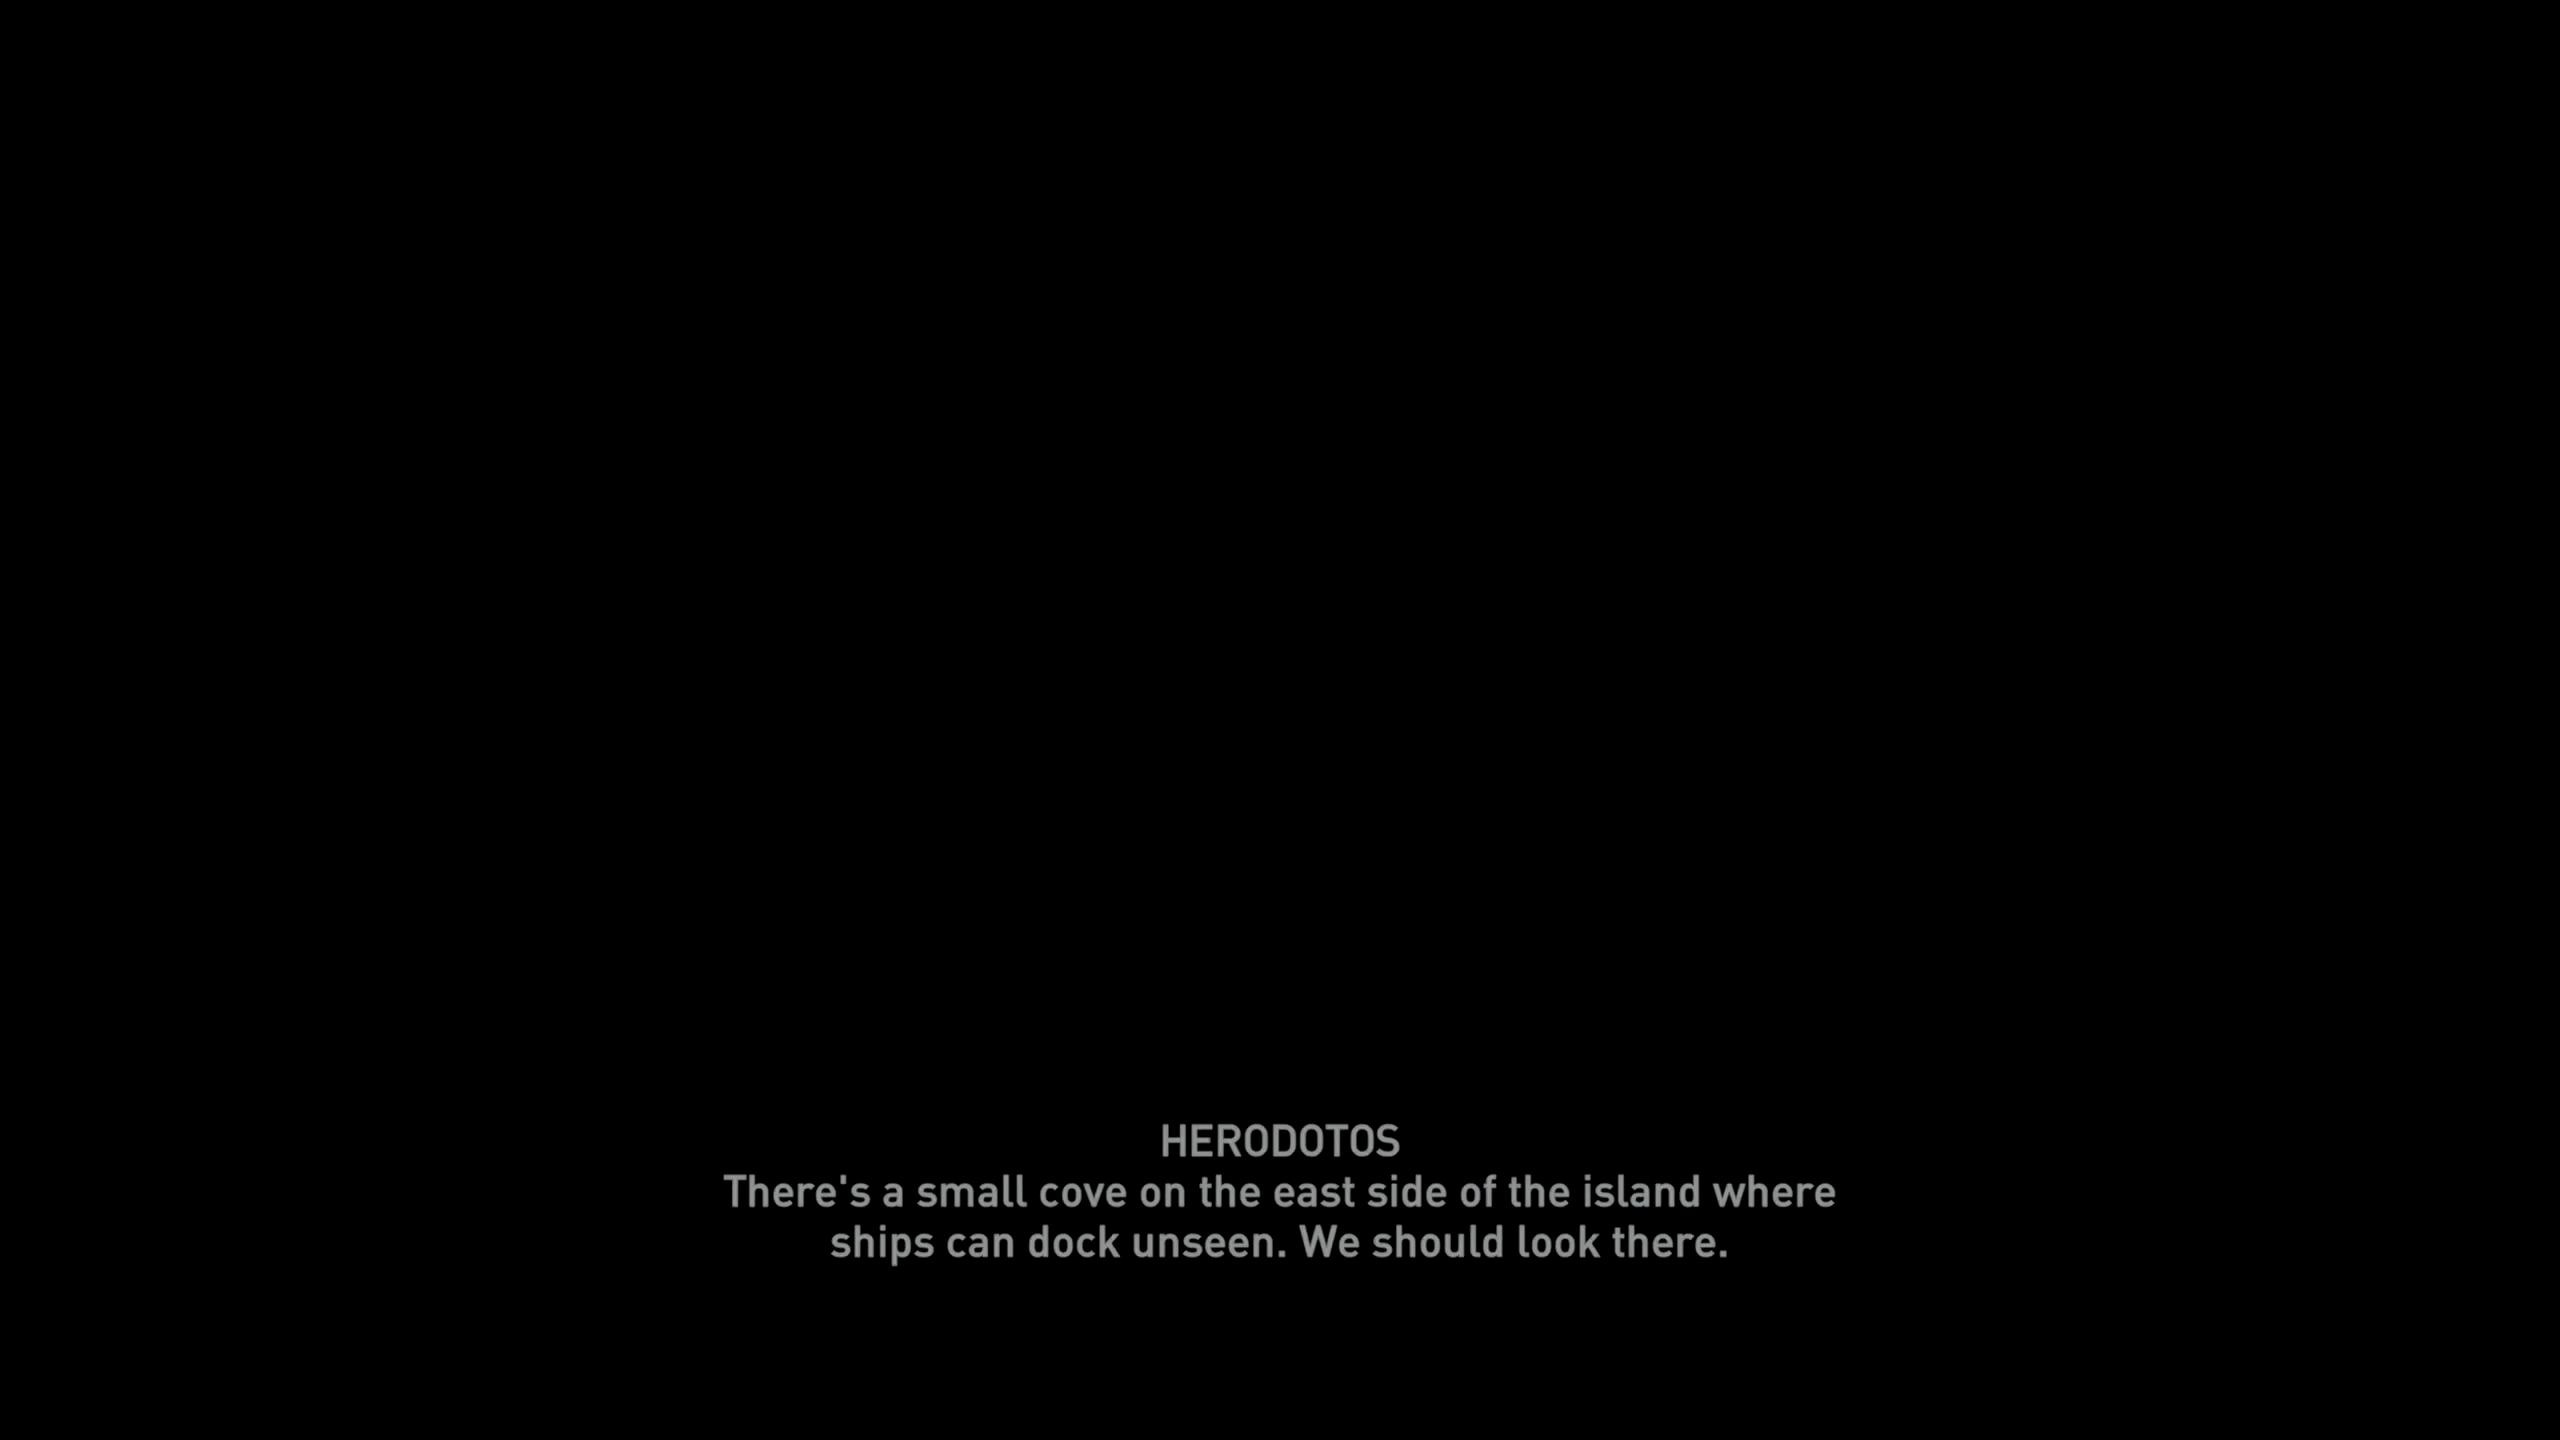 HERODOTOS
There's a small cove on the east side of the island where
ships can dock unseen. We should look there.